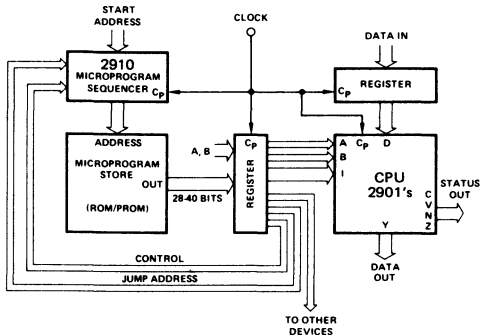 START
ADDRESS
CLOCK
DATA IN
2910
MICROPROGRAM
SEQUENCER
CP
CP
REGISTER
ADDRESS
MICROPROGRAM
STORE
OUT
(ROM/PROM)
28-40 BITS
A, B
CP
REGISTER
A
B
I
CP
D
CPU
2901's
C
V
N
Z
Y
STATUS
OUT
DATA
OUT
CONTROL
JUMP ADDRESS
TO OTHER
DEVICES